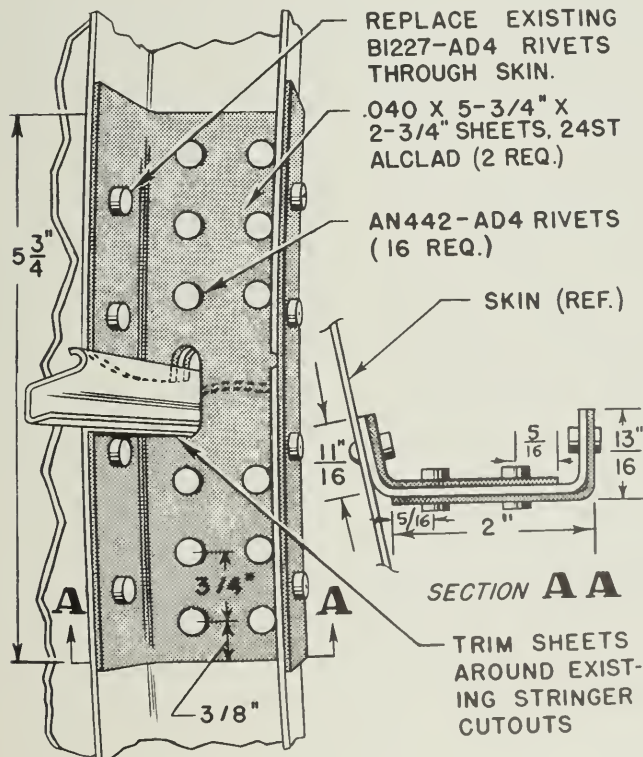 REPLACE EXISTING
B1227-AD4 RIVETS
THROUGH SKIN.
.040 X 5-3/4" X
2-3/4" SHEETS, 24ST
ALCLAD (2 REQ.)
AN442-AD4 RIVETS
(16 REQ.)
5 3/4"
SKIN (REF.)
11/16"
5/16
13"/16
5/16
2"
3/4"
A
A
SECTION A A
3/8"
TRIM SHEETS
AROUND EXIST-
ING STRINGER
CUTOUTS